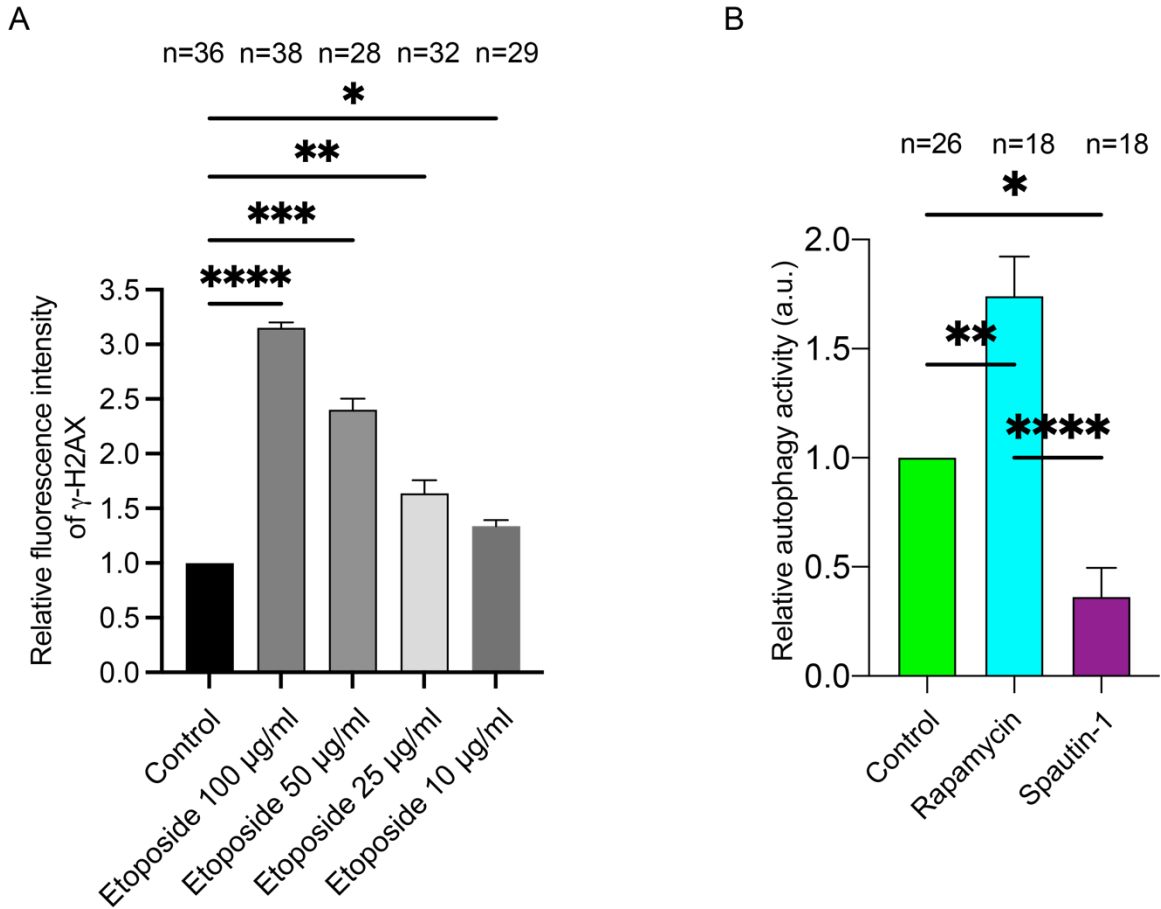 A
n=36 n=38 n=28 n=32 n=29
*
**
***
****
Relative fluorescence intensity
of γ-H2AX
3.5
3.0
2.5
2.0
1.5
1.0
0.5
0.0
Control
Etoposide 100 µg/ml
Etoposide 50 µg/ml
Etoposide 25 µg/ml
Etoposide 10 µg/ml
B
n=26 n=18 n=18
*
**
****
Relative autophagy activity (a.u.)
2.0
1.5
1.0
0.5
0.0
Control
Rapamycin
Spautin-1